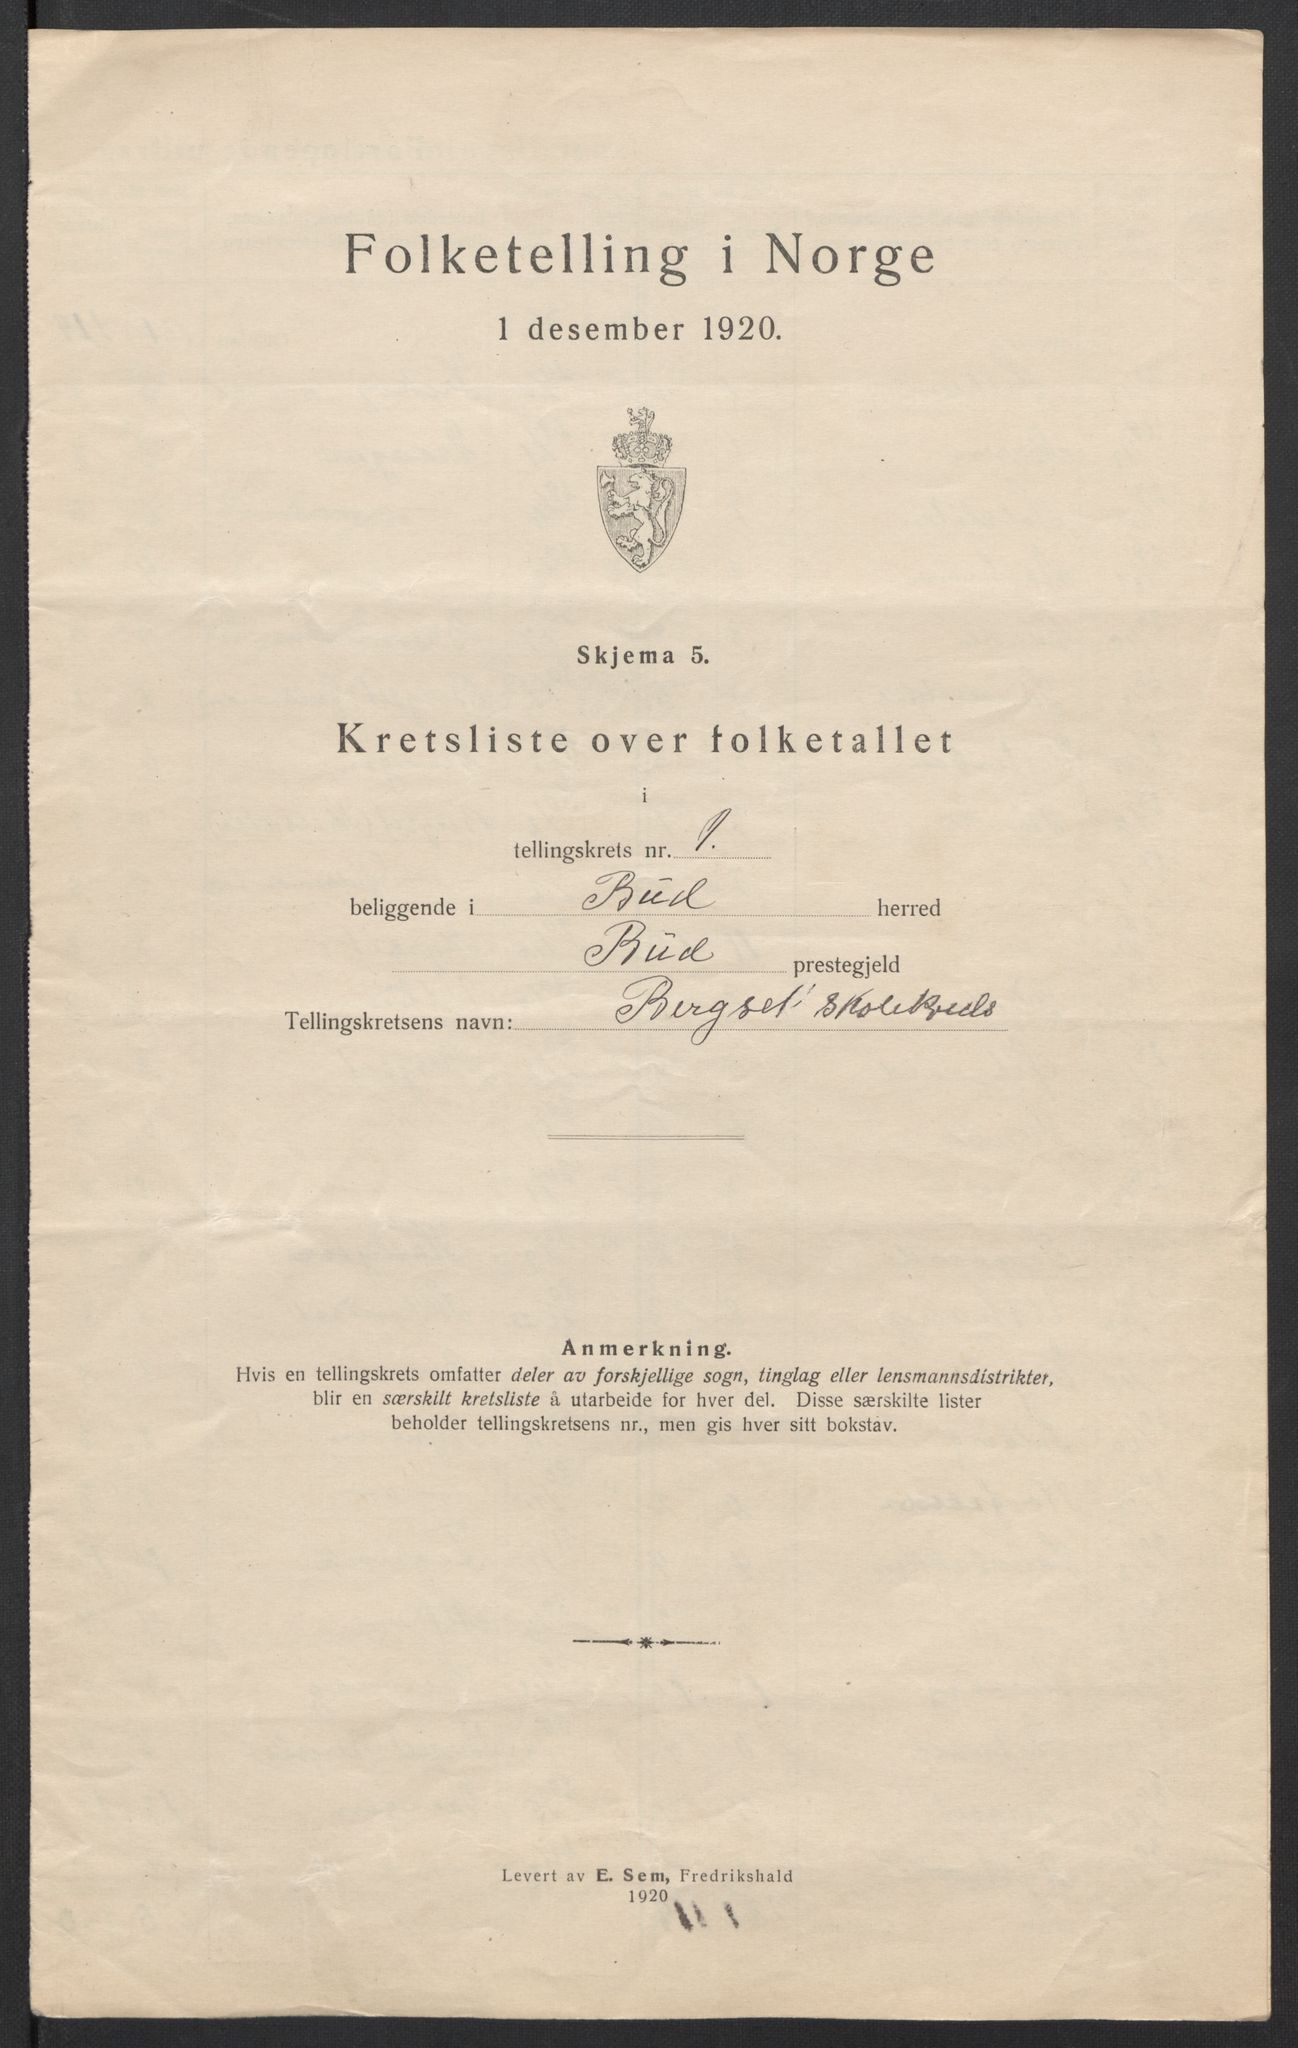 Folketelling i Norge
1 desember 1920.
Skjema 5.
Kretsliste over folketallet
i
tellingskrets nr. 1.
beliggende i Büd herred
Büd prestegjeld
Tellingskretsens navn: Bergset skolekreds
Anmerkning.
Hvis en tellingskrets omfatter deler av forskjellige sogn, tinglag eller lensmannsdistrikter,
blir en særskilt kretsliste å utarbeide for hver del. Disse særskilte lister
beholder tellingskretsens nr., men gis hver sitt bokstav.
Levert av E. Sem, Fredrikshald
1920